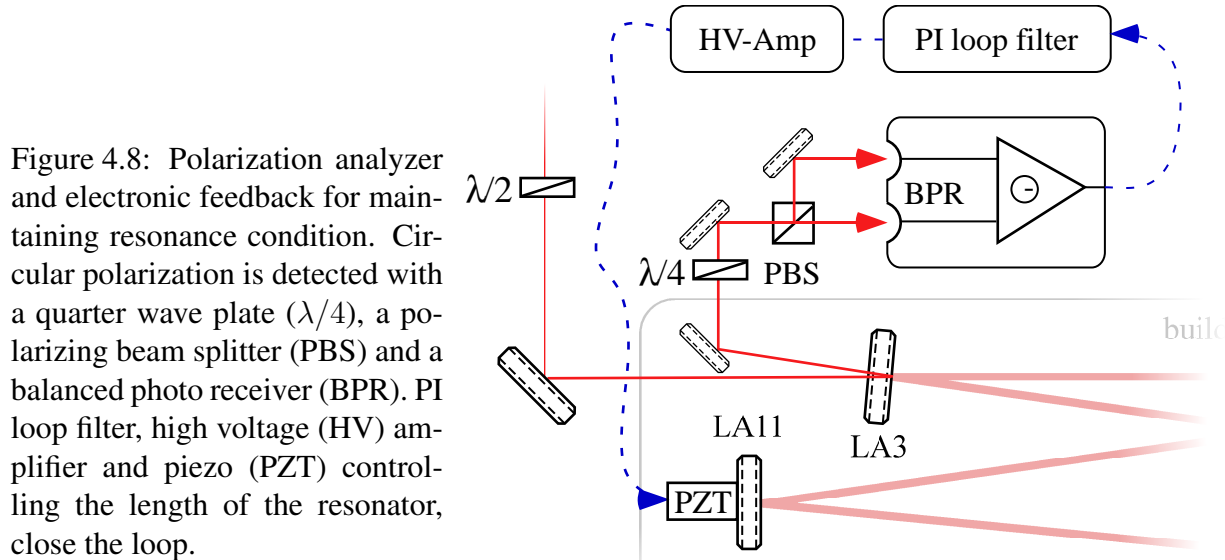 Figure 4.8: Polarization analyzer
and electronic feedback for main-
taining resonance condition. Cir-
cular polarization is detected with
a quarter wave plate (λ/4), a po-
larizing beam splitter (PBS) and a
balanced photo receiver (BPR). PI
loop filter, high voltage (HV) am-
plifier and piezo (PZT) control-
ling the length of the resonator,
close the loop.
HV-Amp
PI loop filter
λ/2
BPR
-
λ/4
PBS
build
LA11
LA3
PZT